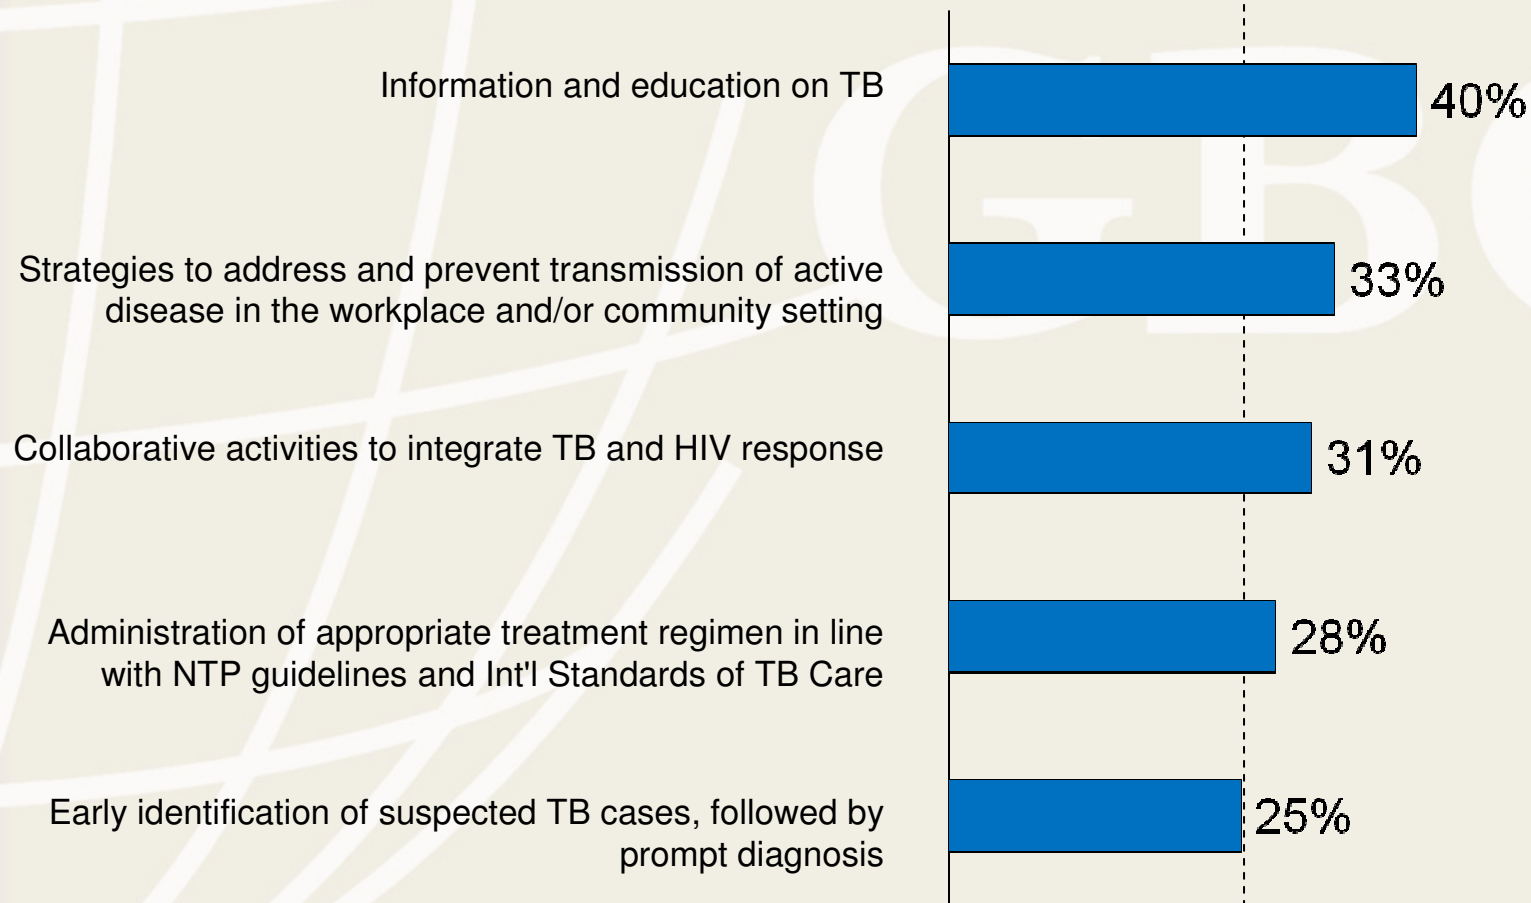 GBC
Information and education on TB
40%
Strategies to address and prevent transmission of active
disease in the workplace and/or community setting
33%
Collaborative activities to integrate TB and HIV response
31%
Administration of appropriate treatment regimen in line
with NTP guidelines and Int'l Standards of TB Care
28%
Early identification of suspected TB cases, followed by
prompt diagnosis
25%